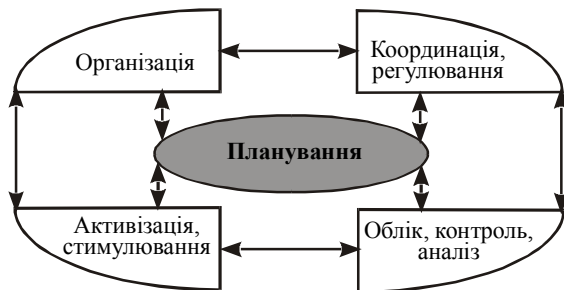 Організація
Координація,
регулювання
Планування
Активізація,
стимулювання
Облік, контроль,
аналіз